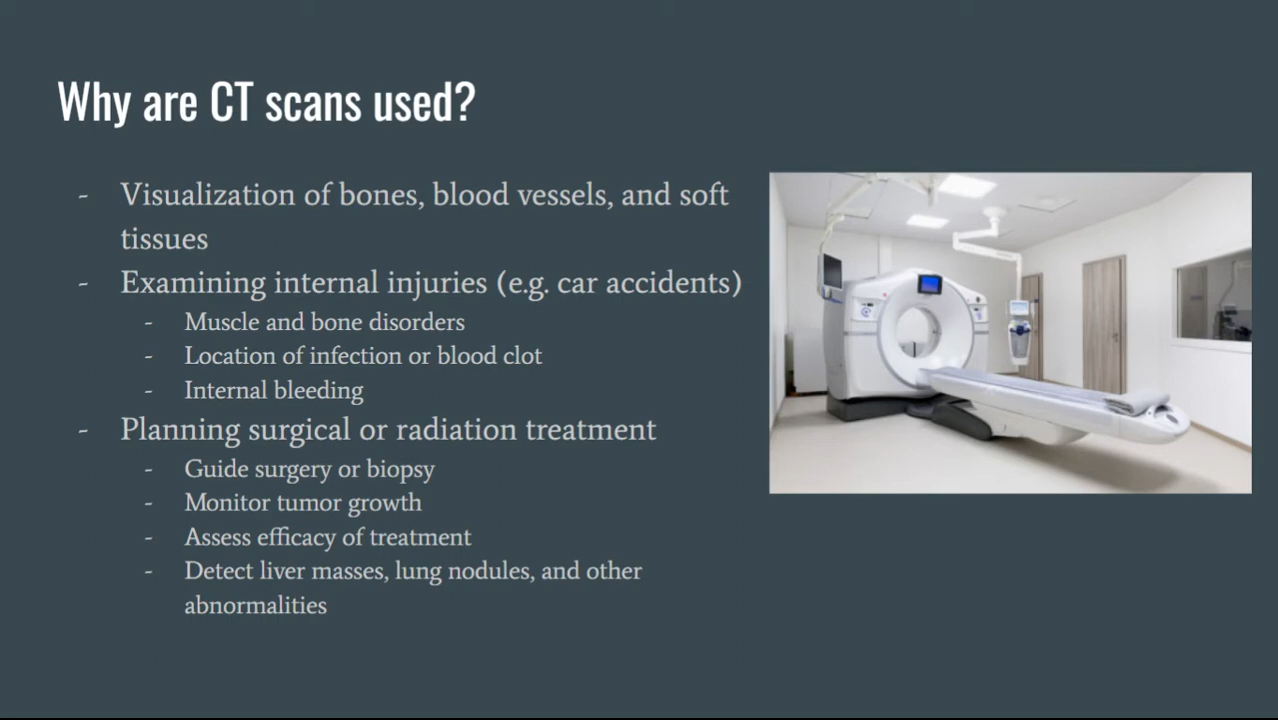 Why are CT scans used?
- Visualization of bones, blood vessels, and soft
tissues
- Examining internal injuries (e.g. car accidents)
- Muscle and bone disorders
- Location of infection or blood clot
- Internal bleeding
- Planning surgical or radiation treatment
- Guide surgery or biopsy
- Monitor tumor growth
- Assess efficacy of treatment
- Detect liver masses, lung nodules, and other
abnormalities